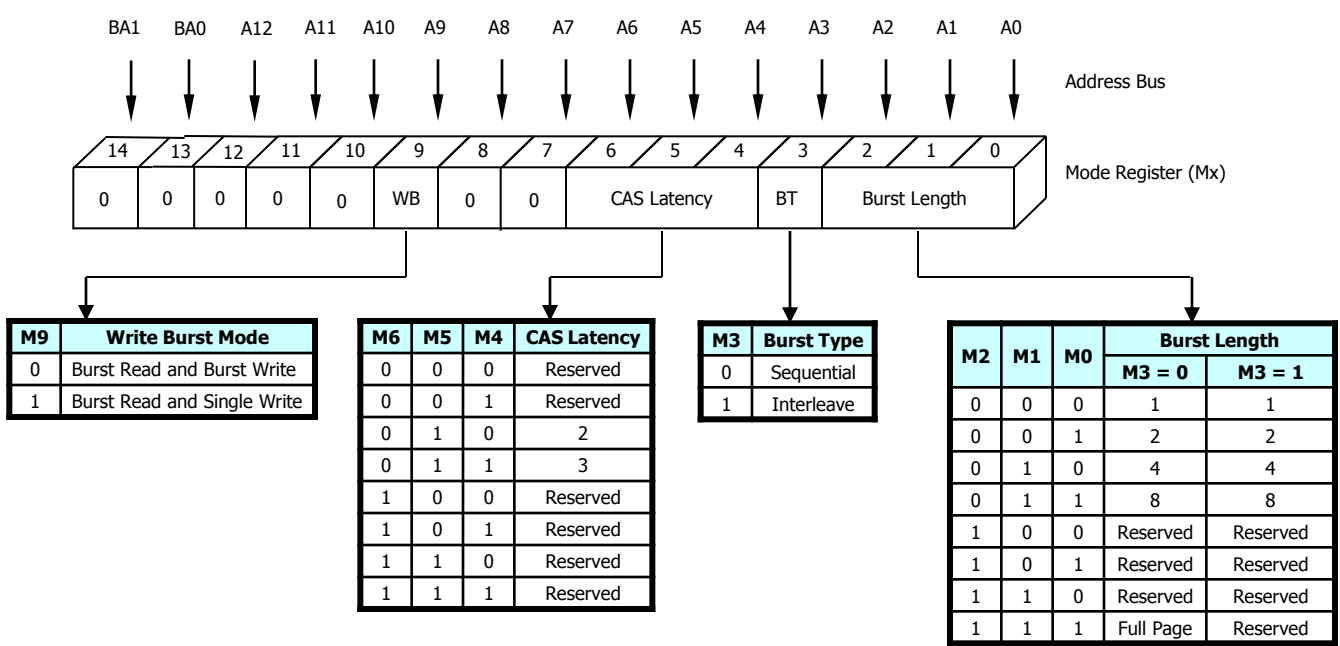 BA1 BA0 A12 A11 A10 A9 A8 A7 A6 A5 A4 A3 A2 A1 A0
Address Bus
14 13 12 11 10 9 8 7 6 5 4 3 2 1 0
Mode Register (Mx)
0 0 0 0 0 WB 0 0 CAS Latency BT Burst Length
M9 Write Burst Mode
0 Burst Read and Burst Write
1 Burst Read and Single Write
M6 M5 M4 CAS Latency
0 0 0 Reserved
0 0 1 Reserved
0 1 0 2
0 1 1 3
1 0 0 Reserved
1 0 1 Reserved
1 1 0 Reserved
1 1 1 Reserved
M3 Burst Type
0 Sequential
1 Interleave
M2 M1 M0 Burst Length
M3 = 0 M3 = 1
0 0 0 1 1
0 0 1 2 2
0 1 0 4 4
0 1 1 8 8
1 0 0 Reserved Reserved
1 0 1 Reserved Reserved
1 1 0 Reserved Reserved
1 1 1 Full Page Reserved